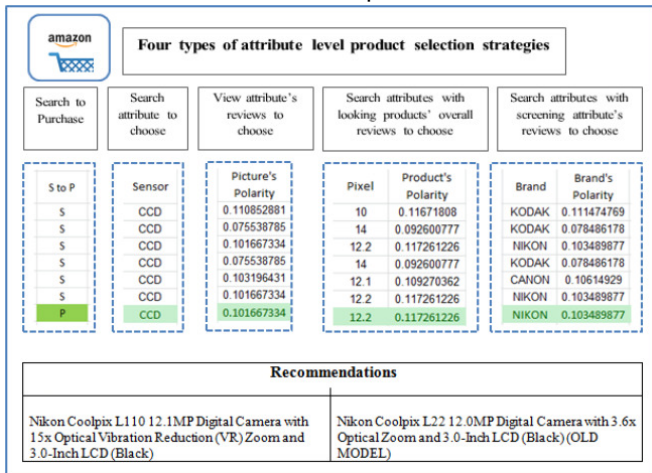 amazon
Four types of attribute level product selection strategies
Search to
Purchase
Search
attribute to
choose
View attribute's
reviews to
choose
Search attributes with
looking products' overall
reviews to choose
Search attributes with
screening attribute's
reviews to choose
S to P
S
S
S
S
S
S
P
Sensor
CCD
CCD
CCD
CCD
CCD
CCD
CCD
Picture's
Polarity
0.110852881
0.075538785
0.101667334
0.075538785
0.103196431
0.101667334
0.101667334
Pixel Product's Polarity
10 0.11671808
14 0.092600777
12.2 0.117261226
14 0.092600777
12.1 0.109270362
12.2 0.117261226
12.2 0.117261226
Brand Brand's Polarity
KODAK 0.111474769
KODAK 0.078486178
NIKON 0.103489877
KODAK 0.078486178
CANON 0.10614929
NIKON 0.103489877
NIKON 0.103489877
Recommendations
Nikon Coolpix L110 12.1MP Digital Camera with
15x Optical Vibration Reduction (VR) Zoom and
3.0-Inch LCD (Black)
Nikon Coolpix L22 12.0MP Digital Camera with 3.6x
Optical Zoom and 3.0-Inch LCD (Black) (OLD
MODEL)